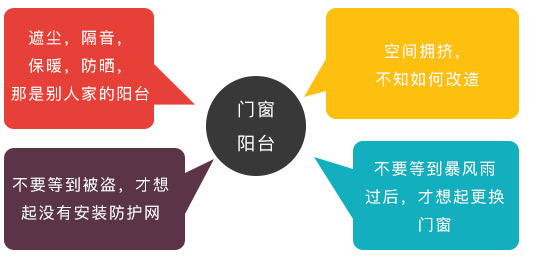 遮尘，隔音，
保暖，防晒，
那是别人家的阳台
空间拥挤，
不知如何改造
门窗
阳台
不要等到被盗，才想
起没有安装防护网
不要等到暴风雨
过后，才想起更换
门窗